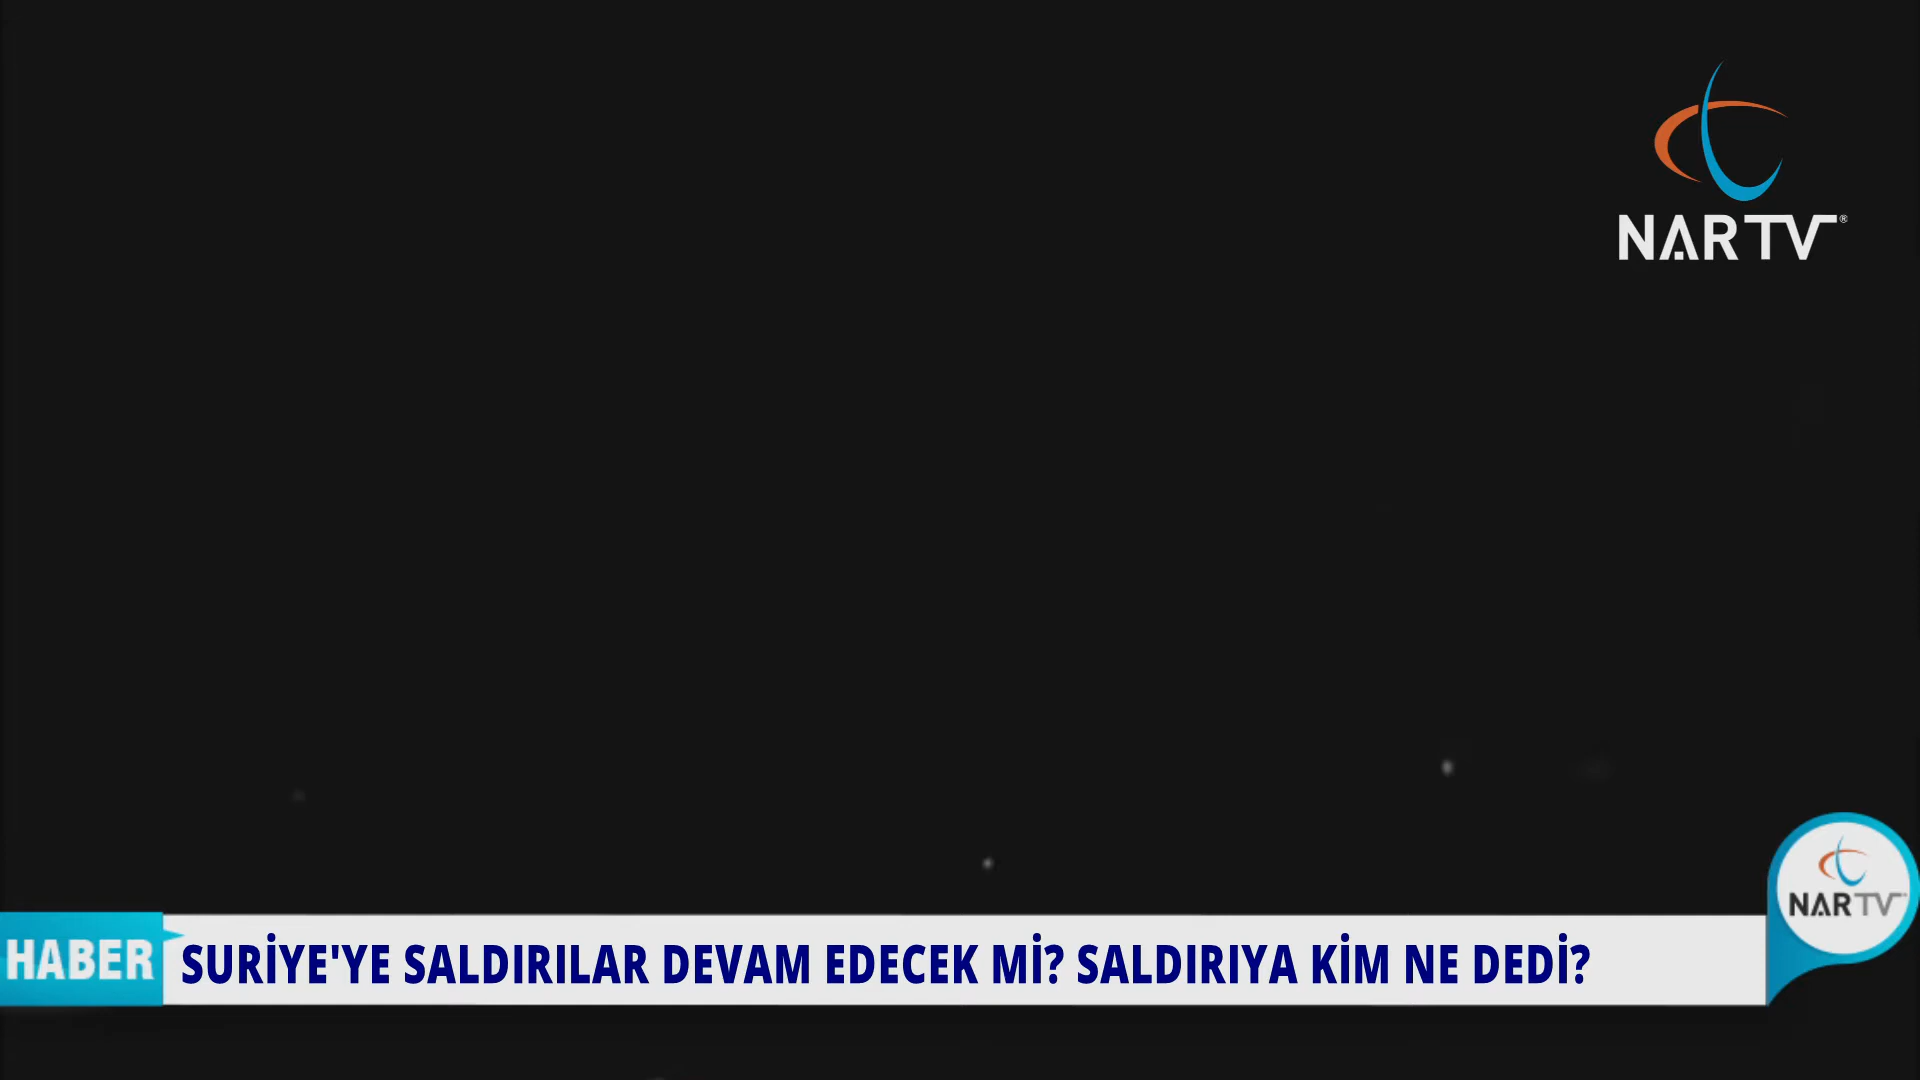 NARTV®
NARTV
HABER
SURİYE'YE SALDIRILAR DEVAM EDECEK Mİ? SALDIRIYA KİM NE DEDİ?